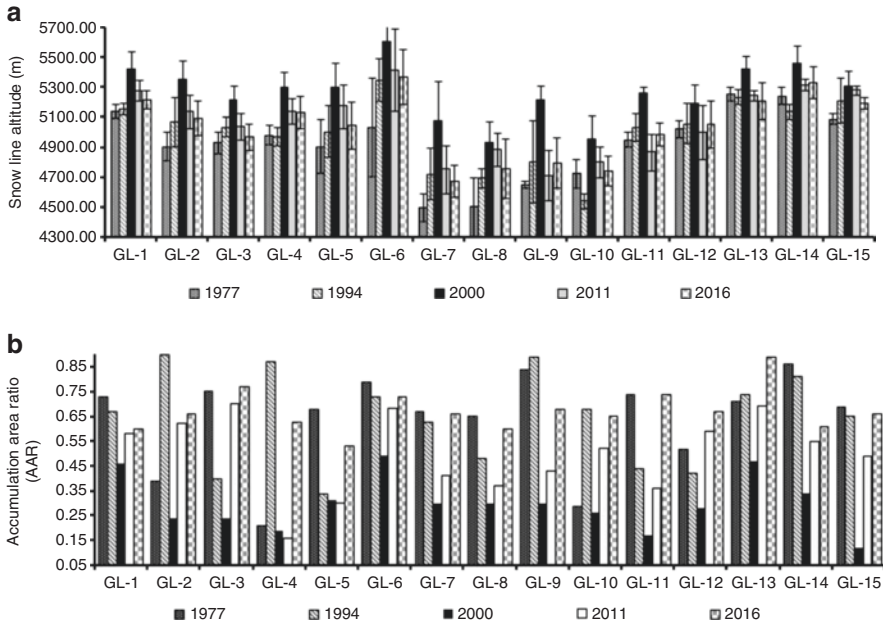 a
5700.00
5500.00
5300.00
5100.00
4900.00
4700.00
4500.00
4300.00
Snow line altitude (m)
GL-1 GL-2 GL-3 GL-4 GL-5 GL-6 GL-7 GL-8 GL-9 GL-10 GL-11 GL-12 GL-13 GL-14 GL-15
1977 1994 2000 2011 2016
b
0.85
0.75
0.65
0.55
0.45
0.35
0.25
0.15
0.05
Accumulation area ratio
(AAR)
GL-1 GL-2 GL-3 GL-4 GL-5 GL-6 GL-7 GL-8 GL-9 GL-10 GL-11 GL-12 GL-13 GL-14 GL-15
1977 1994 2000 2011 2016